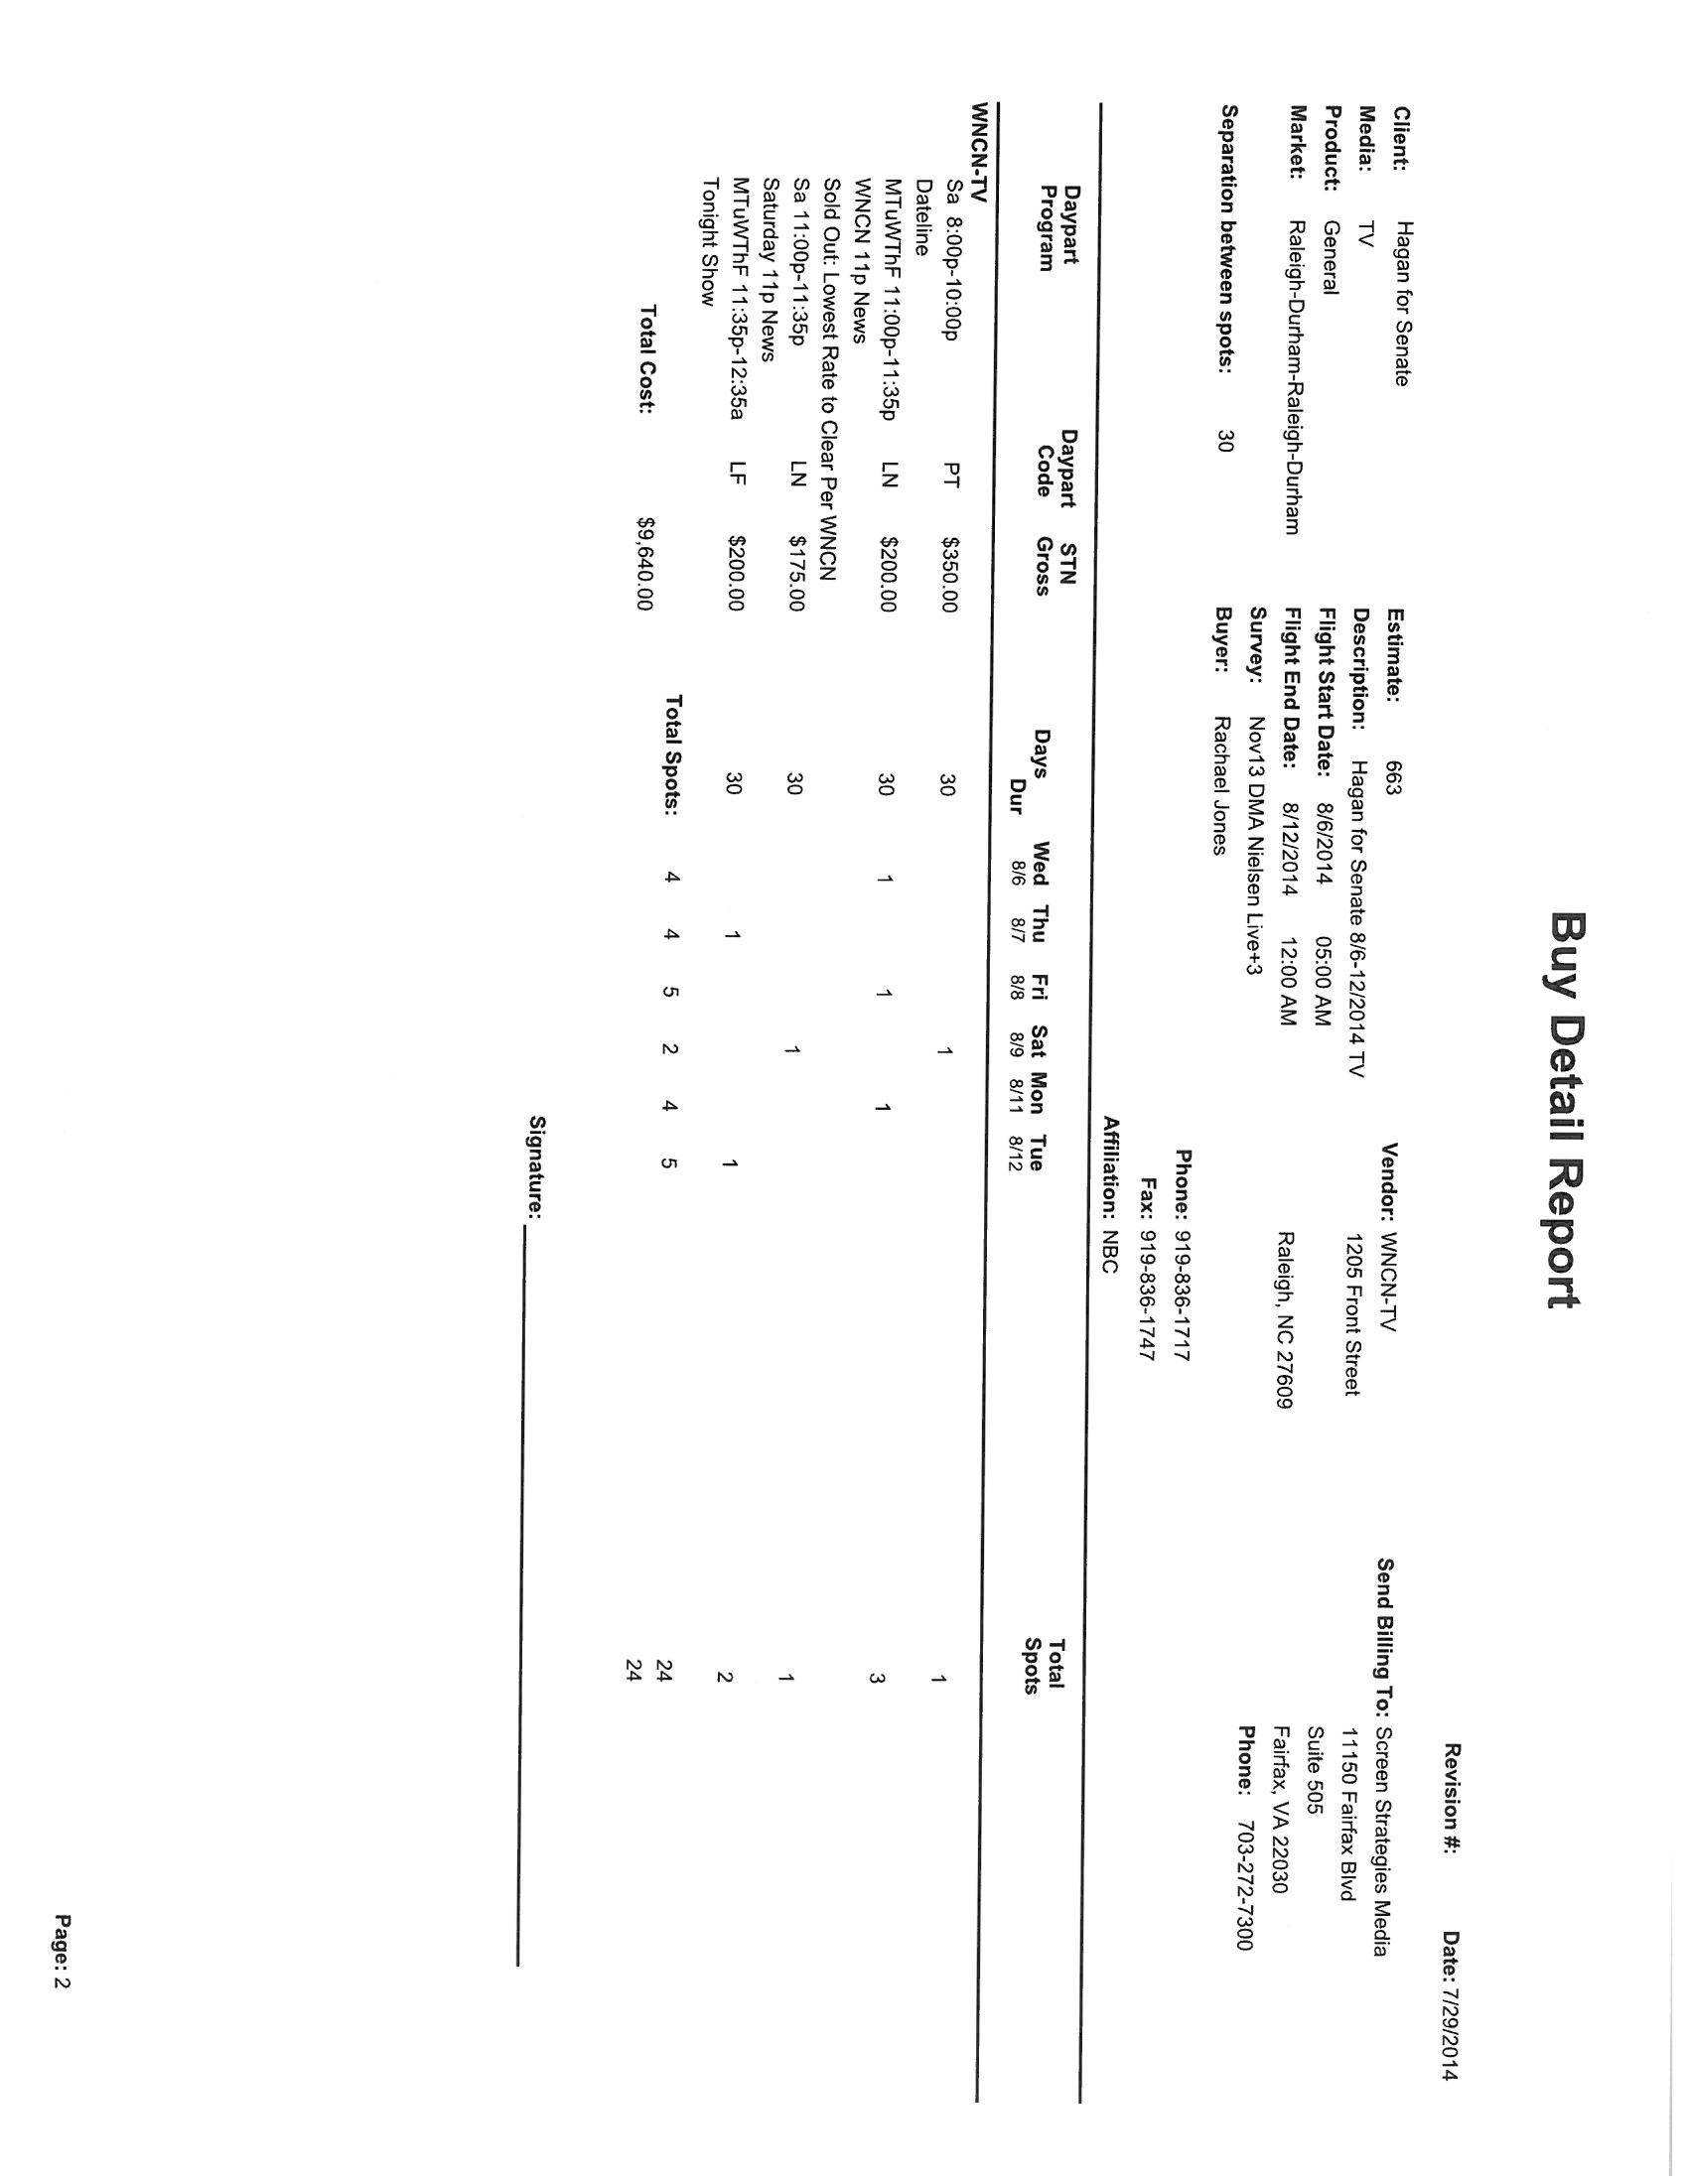 Buy Detail Report
Revision #: Date: 7/29/2014
Client: Hagan for Senate
Media: TV
Product: General
Market: Raleigh-Durham-Raleigh-Durham
Separation between spots: 30
Estimate: 663
Description: Hagan for Senate 8/6-12/2014 TV
Flight Start Date: 8/6/2014 05:00 AM
Flight End Date: 8/12/2014 12:00 AM
Survey: Nov13 DMA Nielsen Live+3
Buyer: Rachael Jones
Vendor: WNCN-TV
1205 Front Street
Raleigh, NC 27609
Phone: 919-836-1717
Fax: 919-836-1747
Affiliation: NBC
Send Billing To: Screen Strategies Media
11150 Fairfax Blvd
Suite 505
Fairfax, VA 22030
Phone: 703-272-7300
Daypart Daypart STN Days Wed Thu Fri Sat Mon Tue Total
Program Code Gross Dur 8/6 8/7 8/8 8/9 8/11 8/12 Spots
WNCN-TV
Sa 8:00p-10:00p PT $350.00 30 1 1
Dateline
MTuWThF 11:00p-11:35p LN $200.00 30 1 1 1 3
WNCN 11p News
Sold Out: Lowest Rate to Clear Per WNCN
Sa 11:00p-11:35p LN $175.00 30 1 1
Saturday 11p News
MTuWThF 11:35p-12:35a LF $200.00 30 1 1 2
Tonight Show
Total Spots: 4 4 5 2 4 5 24
Total Cost: $9,640.00 24
Signature:
Page: 2